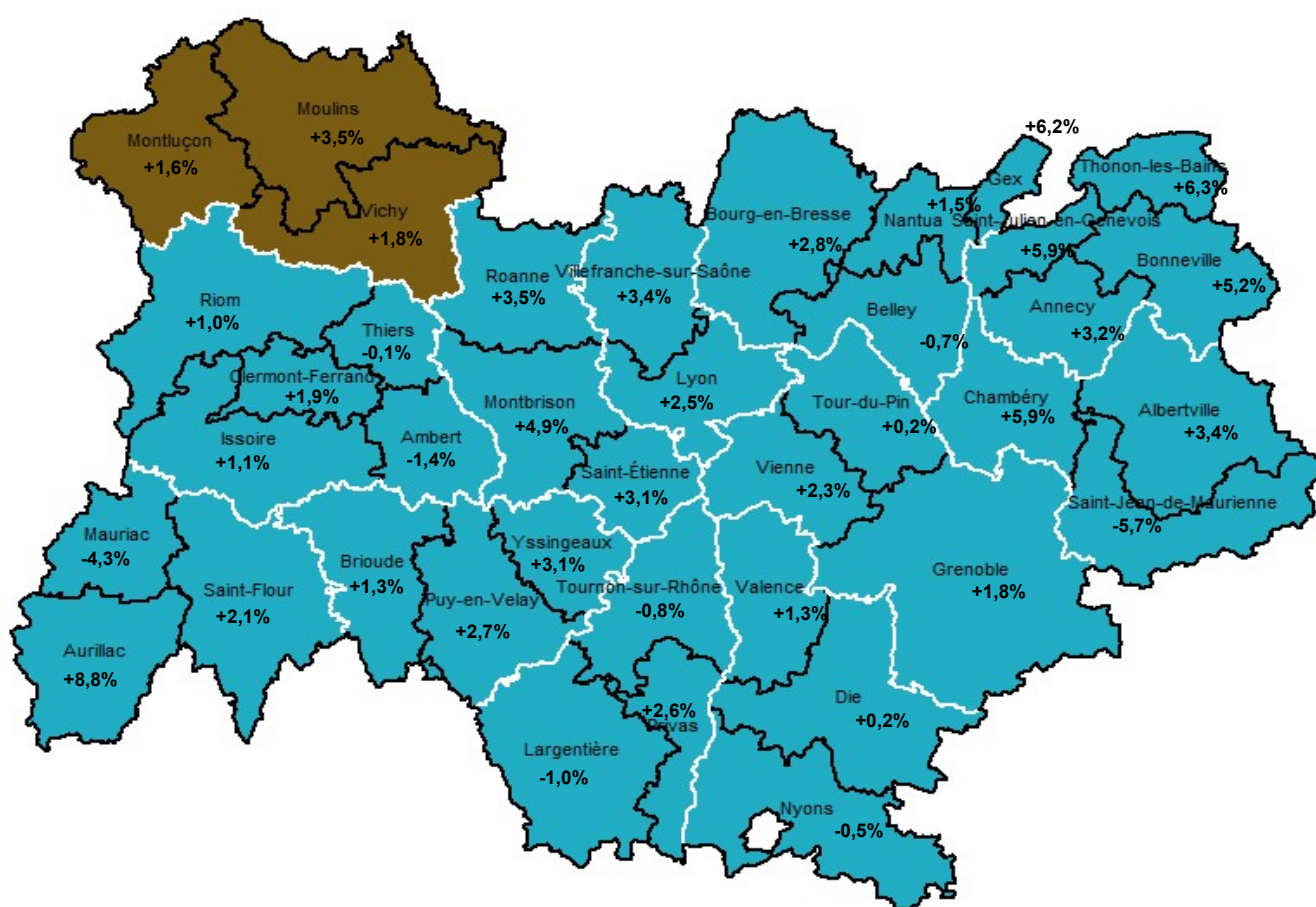 Moulins
+3,5%
Montluçon
+1,6%
Vichy
+1,8%
+6,2%
Gex
Thonon-les-Bains
+6,3%
Bourg-en-Bresse
+2,8%
+1,5%
Nantua
Saint-Julien-en-Genevois
+5,9%
Bonneville
+5,2%
Roanne
+3,5%
Villefranche-sur-Saône
+3,4%
Riom
+1,0%
Thiers
-0,1%
Belley
-0,7%
Annecy
+3,2%
Clermont-Ferrand
+1,9%
Lyon
+2,5%
Montbrison
+4,9%
Tour-du-Pin
+0,2%
Chambéry
+5,9%
Albertville
+3,4%
Issoire
+1,1%
Ambert
-1,4%
Saint-Étienne
+3,1%
Vienne
+2,3%
Saint-Jean-de-Maurienne
-5,7%
Mauriac
-4,3%
Yssingeaux
+3,1%
Brioude
+1,3%
Saint-Flour
+2,1%
Puy-en-Velay
+2,7%
Tournon-sur-Rhône
-0,8%
Valence
+1,3%
Grenoble
+1,8%
Aurillac
+8,8%
Die
+0,2%
+2,6%
Privas
Largentière
-1,0%
Nyons
-0,5%